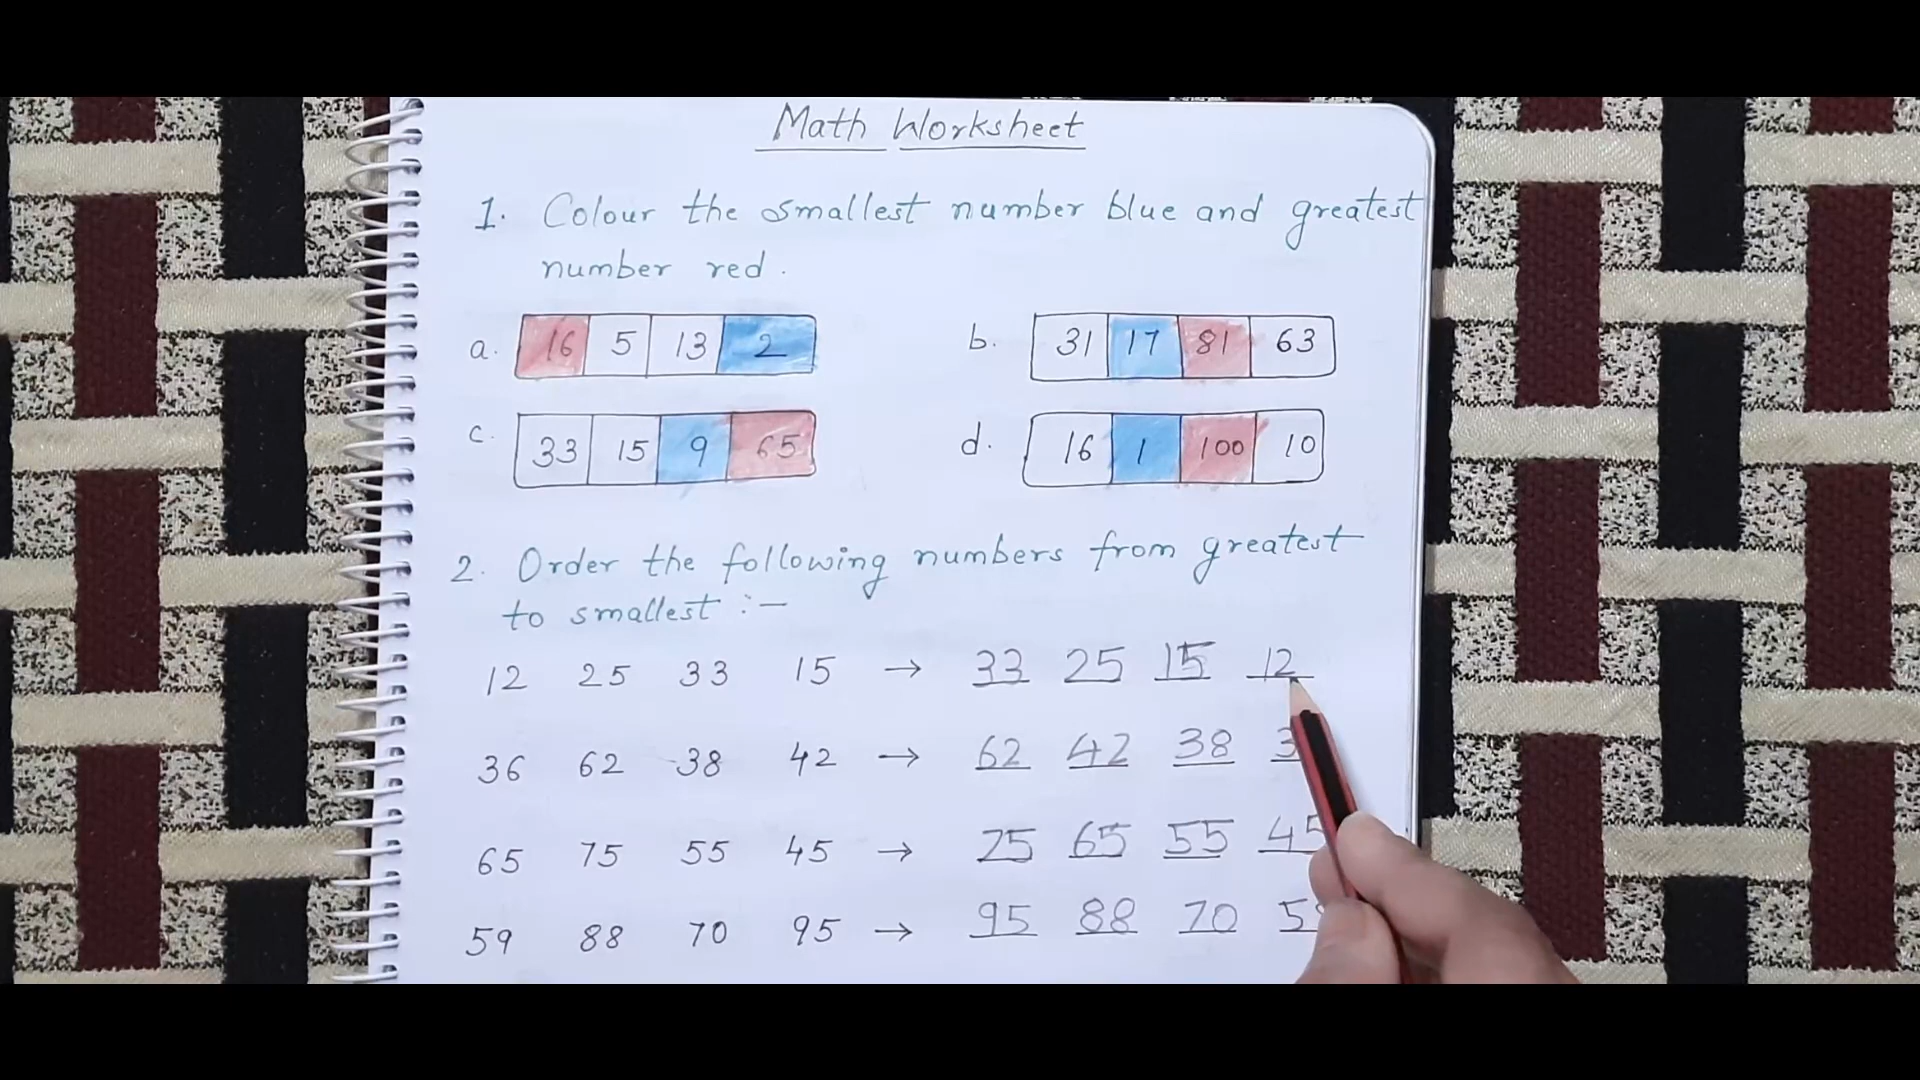 Math Worksheet
1. Colour the smallest number blue and greatest
number red.
a. 16 5 13 2
b. 31 17 81 63
c. 33 15 9 65
d. 16 1 100 10
2. Order the following numbers from greatest
to smallest :-
12 25 33 15 → 33 25 15 12
36 62 38 42 → 62 42 38
65 75 55 45 → 75 65 55 45
59 88 70 95 → 95 88 70